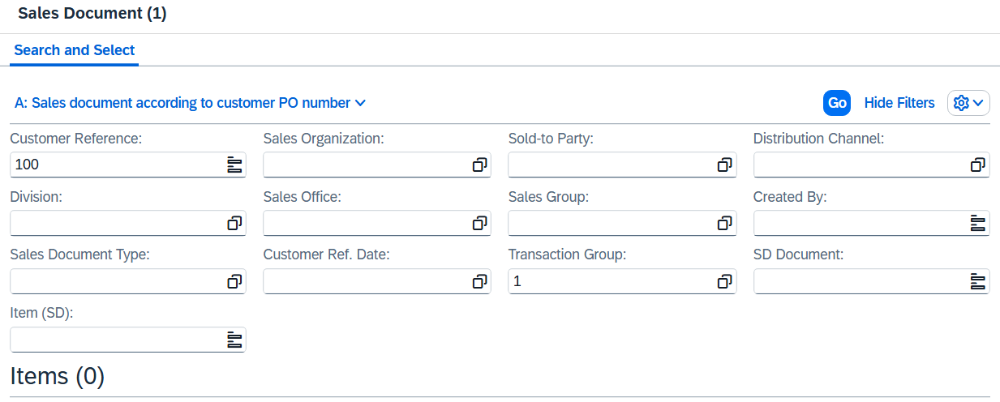 Sales Document (1)
Search and Select
A: Sales document according to customer PO number Go Hide Filters
Customer Reference: Sales Organization: Sold-to Party: Distribution Channel:
100
Division: Sales Office: Sales Group: Created By:
Sales Document Type: Customer Ref. Date: Transaction Group: SD Document:
1
Item (SD):
Items (0)